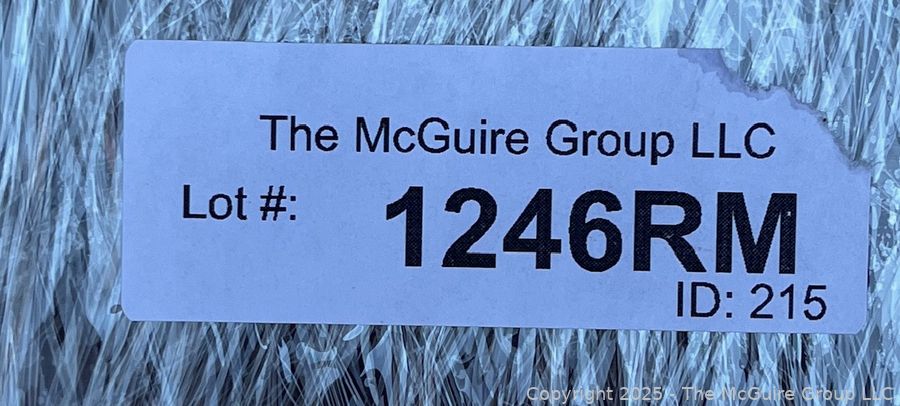 The McGuire Group LLC
Lot #: 1246RM
ID: 215
Copyright 2025 - The McGuire Group LLC